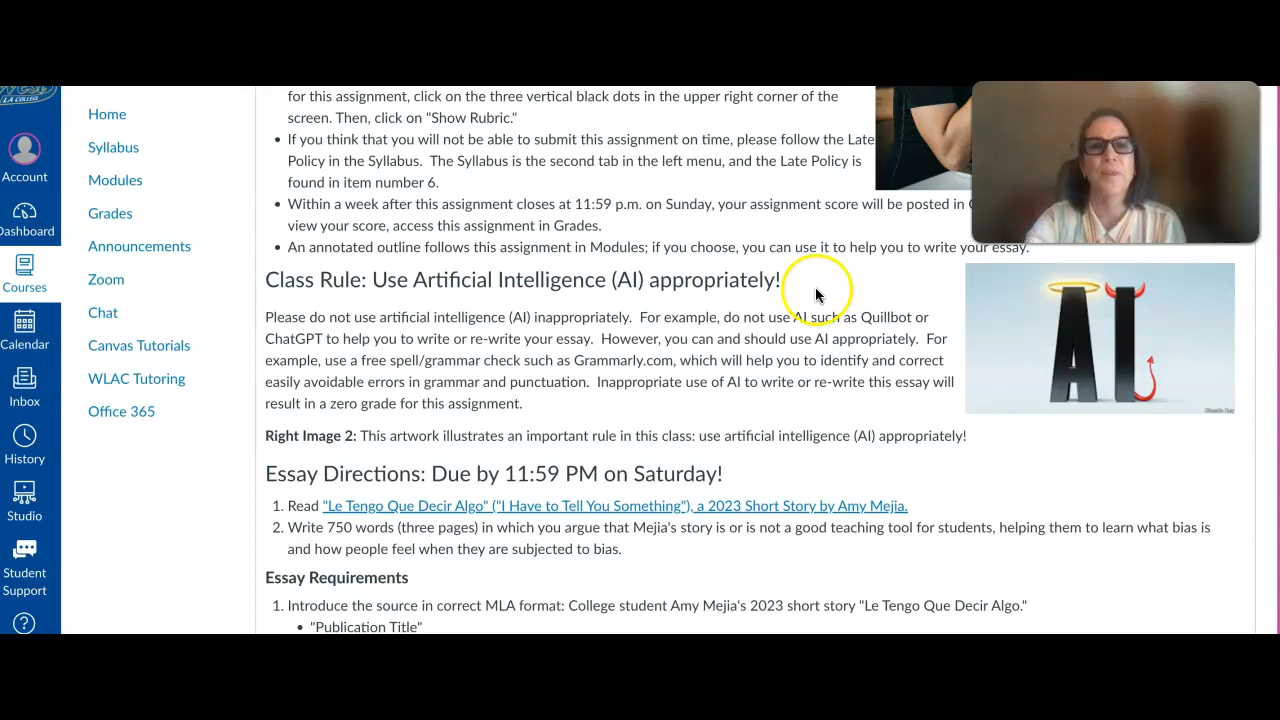 LA COLLEGE
Account
Dashboard
Courses
Calendar
Inbox
History
Studio
Student
Support
Home
Syllabus
Modules
Grades
Announcements
Zoom
Chat
Canvas Tutorials
WLAC Tutoring
Office 365
for this assignment, click on the three vertical black dots in the upper right corner of the
screen. Then, click on "Show Rubric."
• If you think that you will not be able to submit this assignment on time, please follow the Late
Policy in the Syllabus. The Syllabus is the second tab in the left menu, and the Late Policy is
found in item number 6.
• Within a week after this assignment closes at 11:59 p.m. on Sunday, your assignment score will be posted in
view your score, access this assignment in Grades.
• An annotated outline follows this assignment in Modules; if you choose, you can use it to help you to write your essay.
Class Rule: Use Artificial Intelligence (AI) appropriately!
Please do not use artificial intelligence (AI) inappropriately. For example, do not use AI such as Quillbot or
ChatGPT to help you to write or re-write your essay. However, you can and should use AI appropriately. For
example, use a free spell/grammar check such as Grammarly.com, which will help you to identify and correct
easily avoidable errors in grammar and punctuation. Inappropriate use of AI to write or re-write this essay will
result in a zero grade for this assignment.
AI
Right Image 2: This artwork illustrates an important rule in this class: use artificial intelligence (AI) appropriately!
Essay Directions: Due by 11:59 PM on Saturday!
1. Read "Le Tengo Que Decir Algo" ("I Have to Tell You Something"), a 2023 Short Story by Amy Mejia.
2. Write 750 words (three pages) in which you argue that Mejia's story is or is not a good teaching tool for students, helping them to learn what bias is
and how people feel when they are subjected to bias.
Essay Requirements
1. Introduce the source in correct MLA format: College student Amy Mejia's 2023 short story "Le Tengo Que Decir Algo."
• "Publication Title"